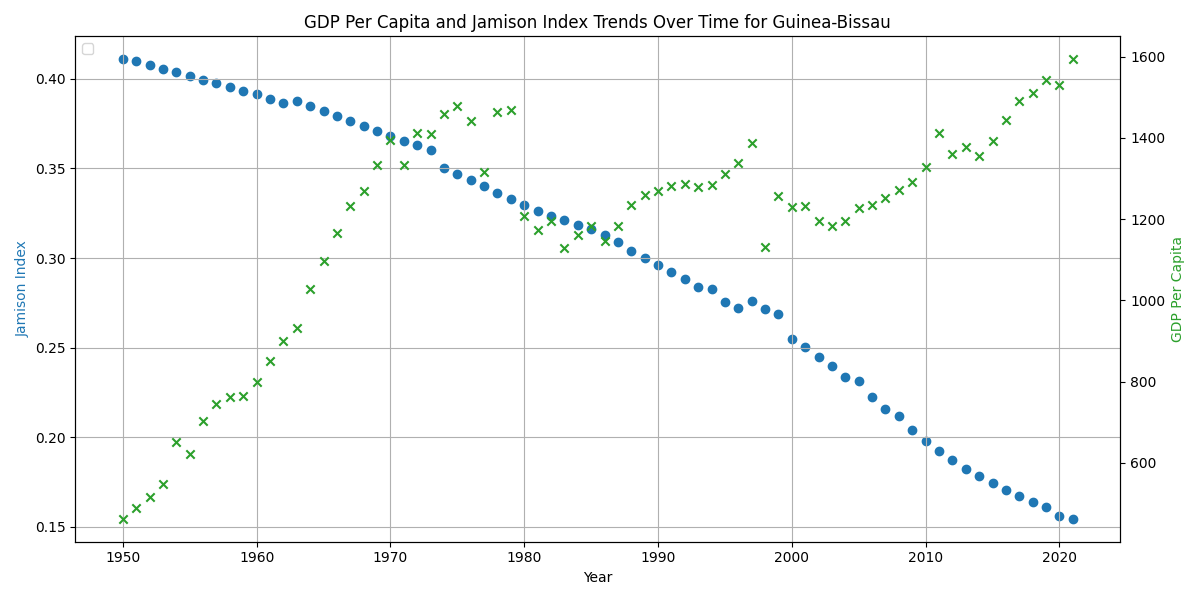 GDP Per Capita and Jamison Index Trends Over Time for Guinea-Bissau
Jamison Index
0.40
0.35
0.30
0.25
0.20
0.15
1600
1400
1200
1000
800
600
GDP Per Capita
1950 1960 1970 1980 1990 2000 2010 2020
Year